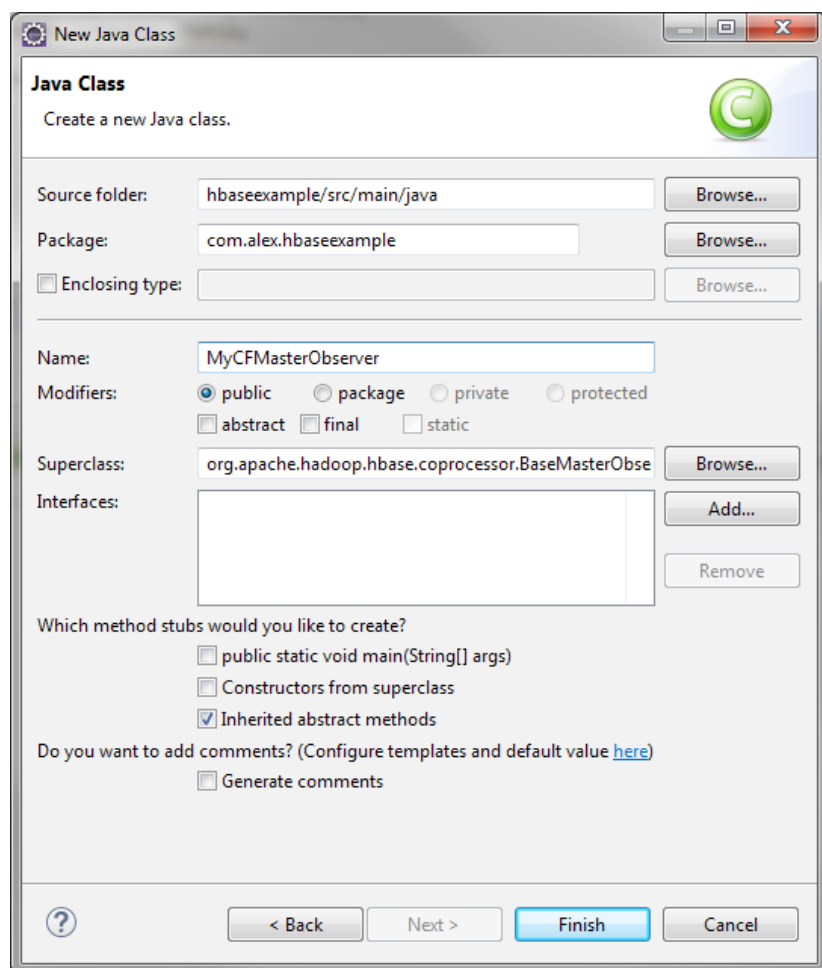 New Java Class
Java Class
Create a new Java class.
Source folder: hbaseexample/src/main/java Browse...
Package: com.alex.hbaseexample Browse...
Enclosing type: Browse...
Name: MyCFMasterObserver
Modifiers: public package private protected
abstract final static
Superclass: org.apache.hadoop.hbase.coprocessor.BaseMasterObse Browse...
Interfaces: Add...
Remove
Which method stubs would you like to create?
public static void main(String[] args)
Constructors from superclass
Inherited abstract methods
Do you want to add comments? (Configure templates and default value here)
Generate comments
? < Back Next > Finish Cancel